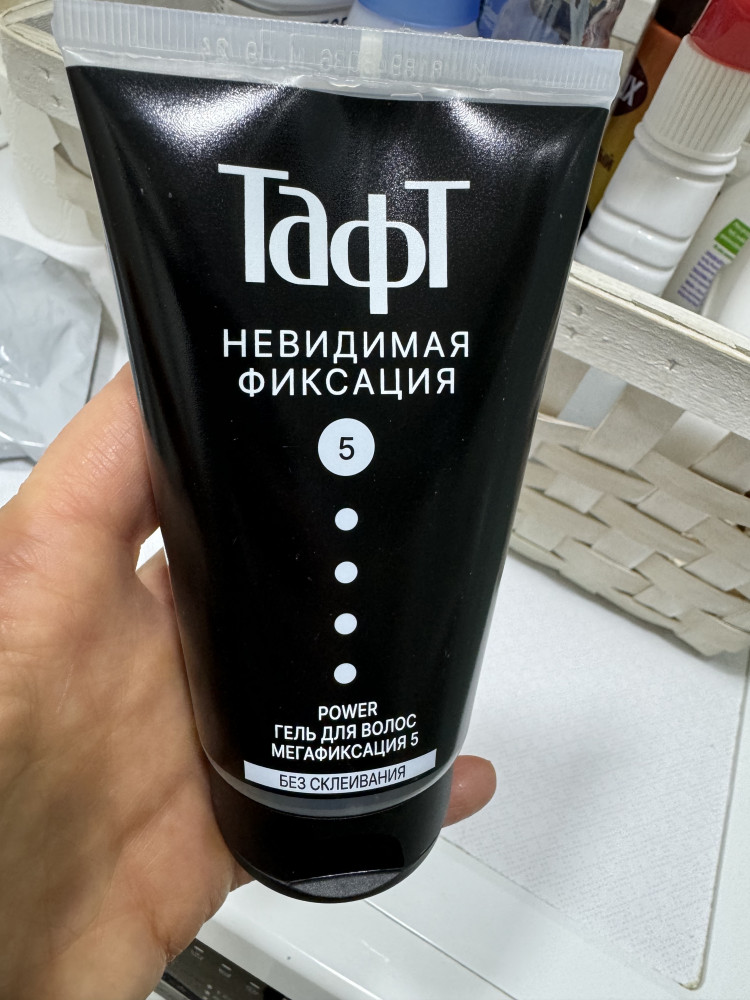 Тафт
НЕВИДИМАЯ
ФИКСАЦИЯ
5
POWER
ГЕЛЬ ДЛЯ ВОЛОС
МЕГАФИКСАЦИЯ 5
БЕЗ СКЛЕИВАНИЯ